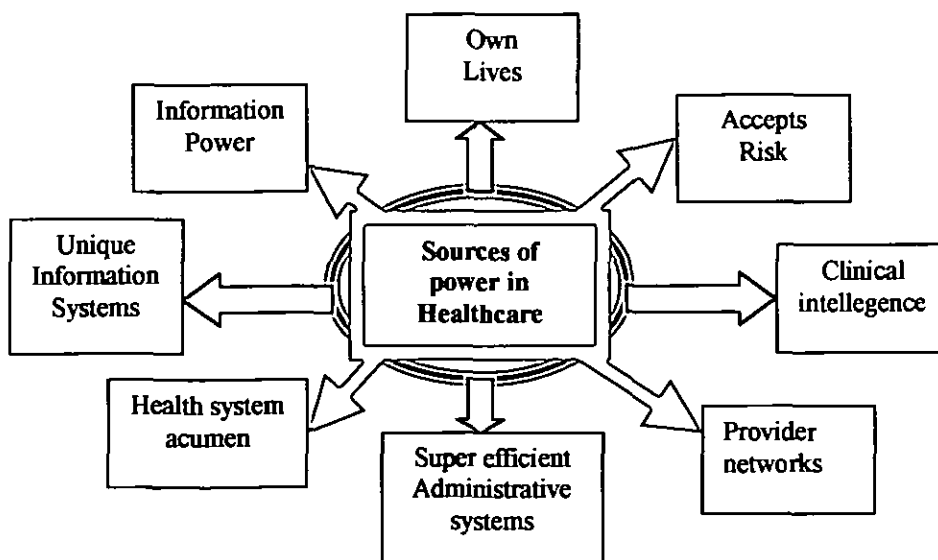 Own
Lives
Information
Power
Accepts
Risk
Unique
Information
Systems
Sources of
power in
Healthcare
Clinical
intellegence
Health system
acumen
Super efficient
Administrative
systems
Provider
networks